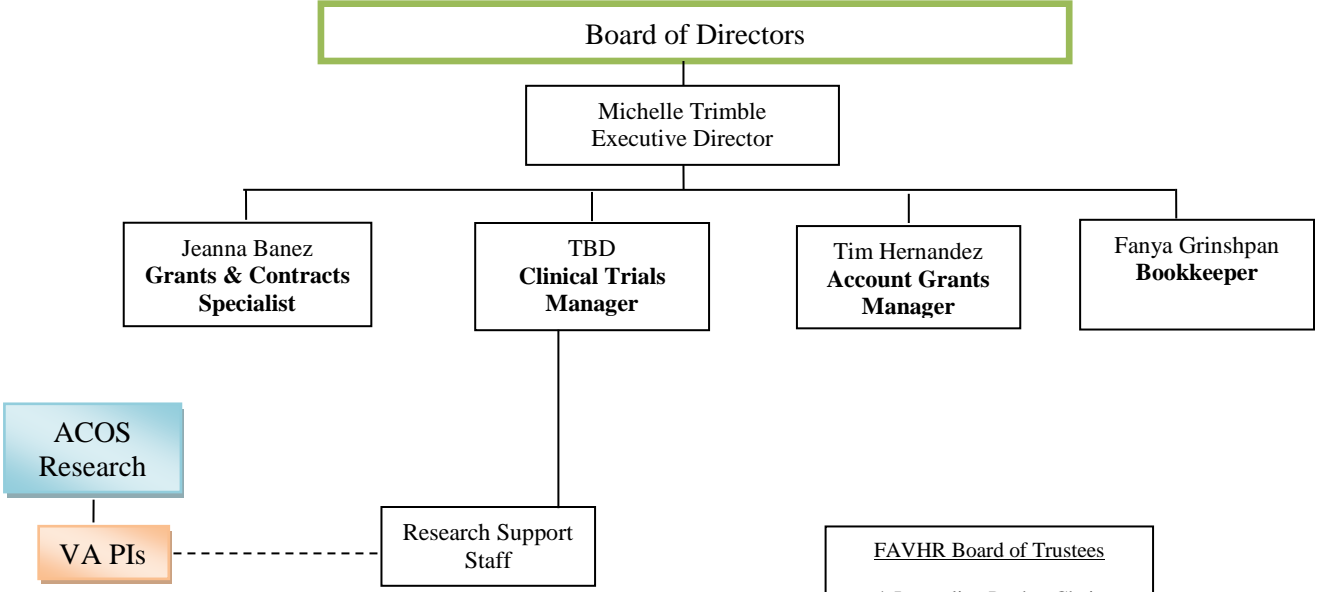 Board of Directors
Michelle Trimble
Executive Director
Jeanna Banez
Grants & Contracts
Specialist
TBD
Clinical Trials
Manager
Tim Hernandez
Account Grants
Manager
Fanya Grinshpan
Bookkeeper
ACOS
Research
VA PIs
Research Support
Staff
FAVHR Board of Trustees